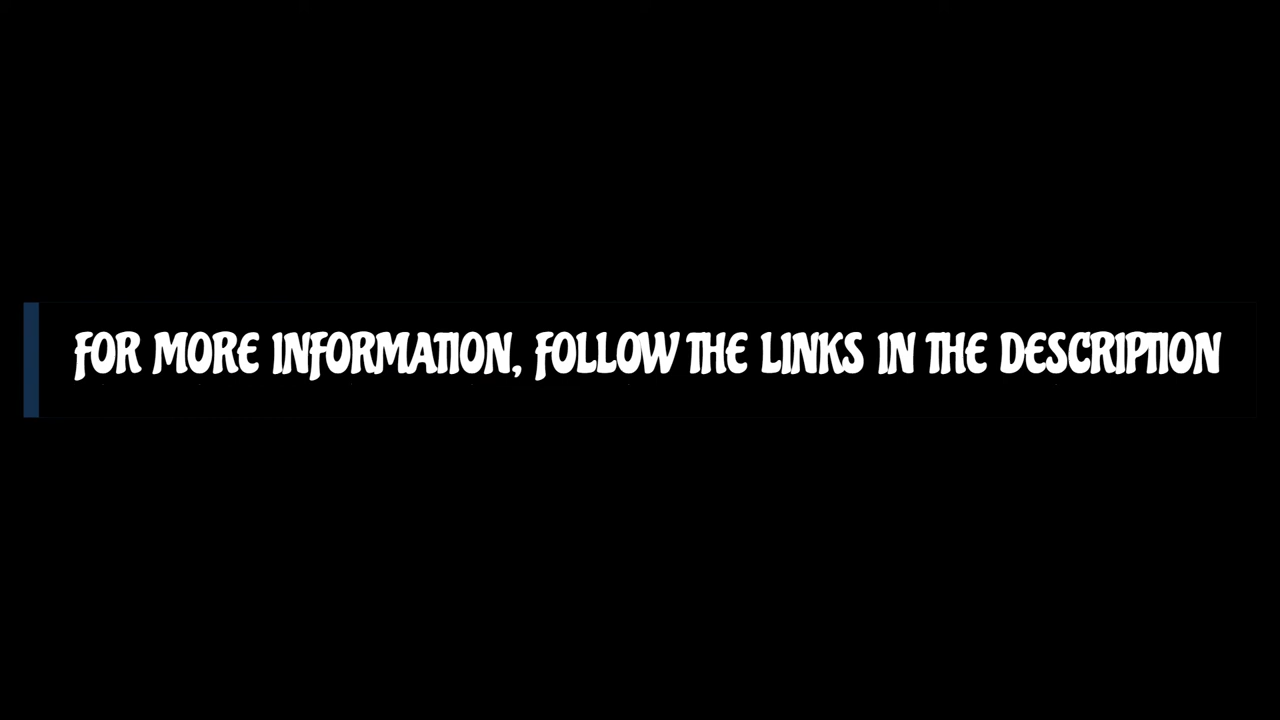 FOR MORE INFORMATION, FOLLOW THE LINKS IN THE DESCRIPTION